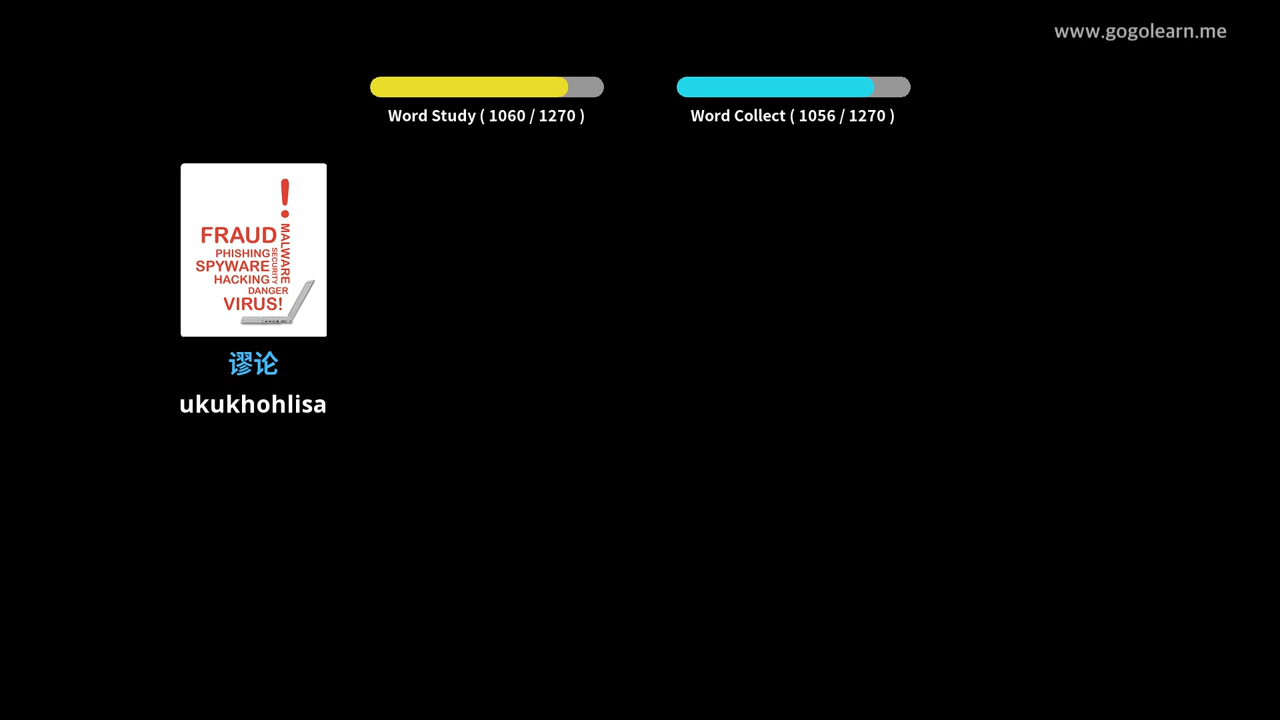 www.gogolearn.me
Word Study ( 1060 / 1270 )
Word Collect ( 1056 / 1270 )
!
FRAUD
MALWARE
PHISHING
SECURITY
SPYWARE
HACKING
DANGER
VIRUS!
谬论
ukukhohlisa